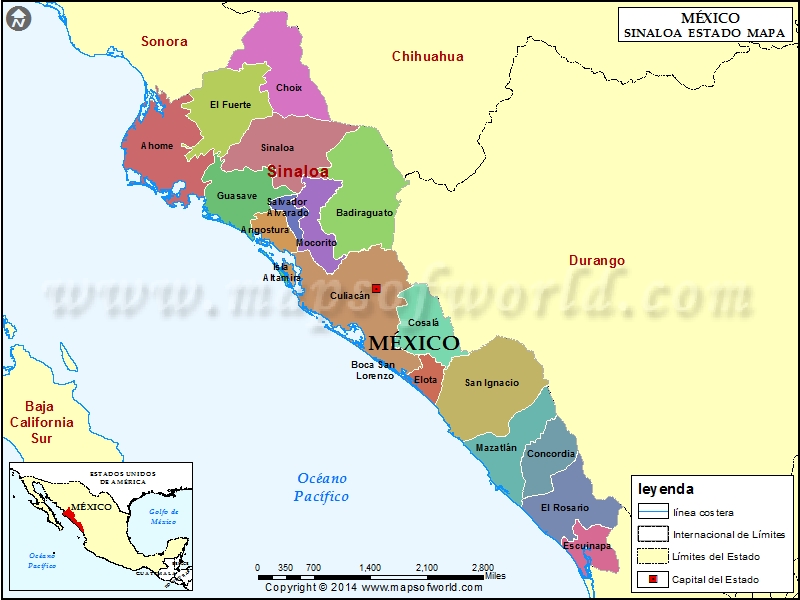 N
MÉXICO
SINALOA ESTADO MAPA
Sonora
Chihuahua
Choix
El Fuerte
Ahome
Sinaloa
Sinaloa
Guasave
Salvador
Alvarado
Badiraguato
Angostura
Mocorito
Durango
Isla
Altamira
Culiacán
www.mapsofworld.com
Cosalá
MÉXICO
Boca San
Lorenzo
Elota
San Ignacio
Baja
California
Sur
Mazatlán
Concordia
Océano
Pacífico
El Rosario
Escuinapa
ESTADOS UNIDOS
DE AMÉRICA
MÉXICO
Golfo de
México
Océano
Pacífico
GUATEMALA
leyenda
línea costera
Internacional de Límites
Límites del Estado
Capital del Estado
0 350 700 1,400 2,100 2,800
Miles
Copyright © 2014 www.mapsofworld.com